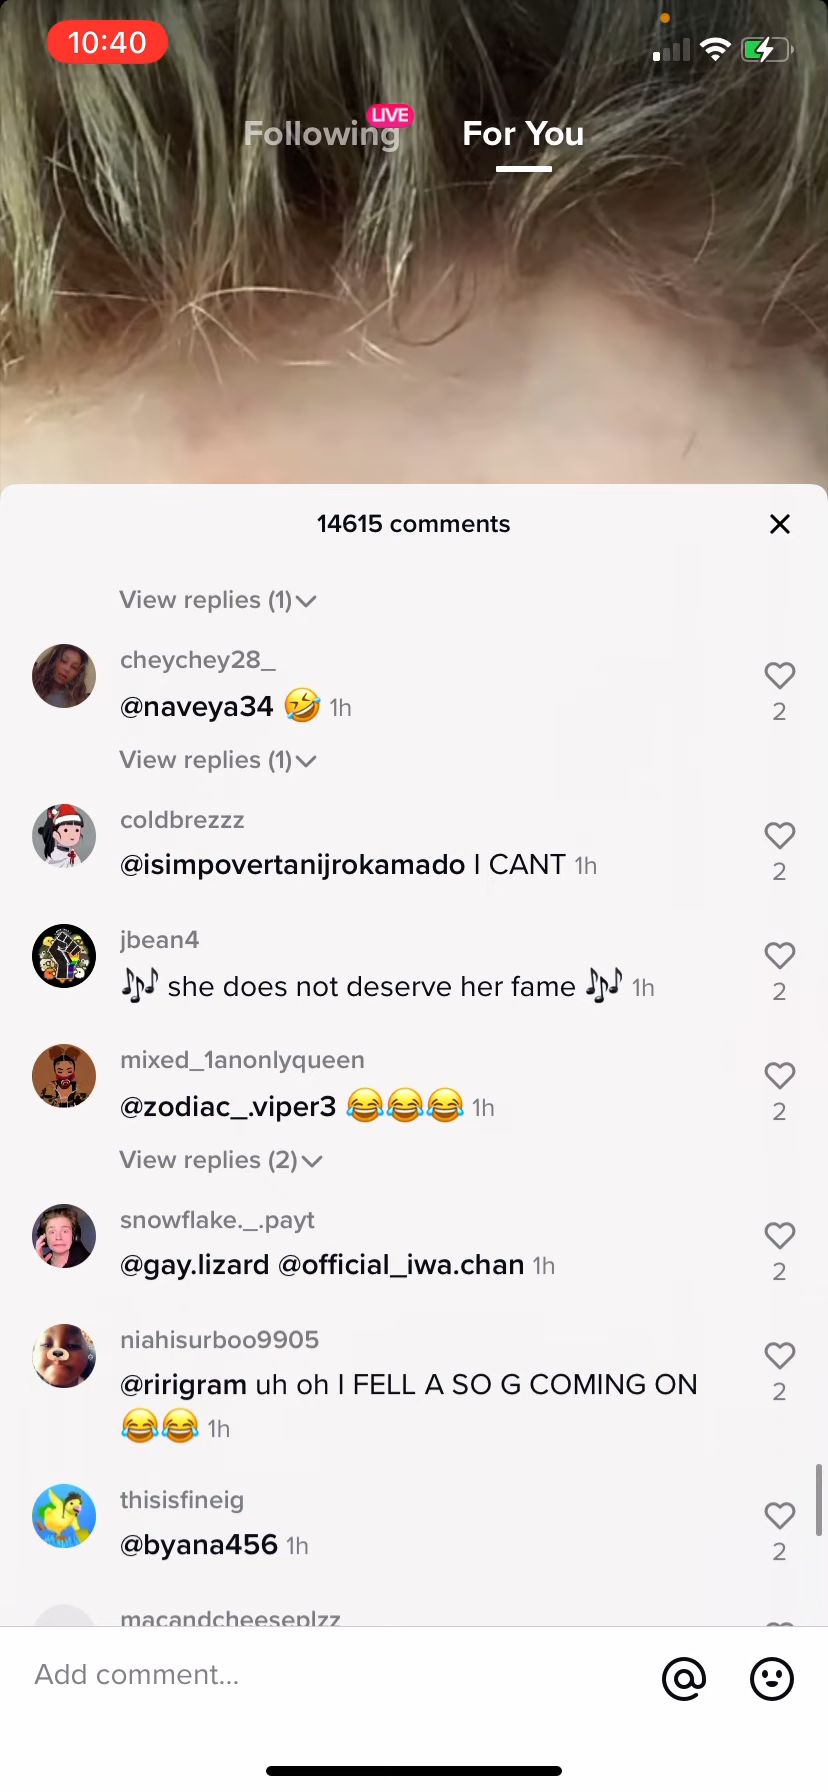 10:40
Following LIVE For You
14615 comments
View replies (1)
cheychey28_
@naveya34 🤣 1h
2
View replies (1)
coldbrezzz
@isimpovertanijrokamado I CANT 1h
2
jbean4
🎶 she does not deserve her fame 🎶 1h
2
mixed_1anonlyqueen
@zodiac_.viper3 😂😂😂 1h
2
View replies (2)
snowflake._.payt
@gay.lizard @official_iwa.chan 1h
2
niahisurboo9905
@ririgram uh oh I FELL A SO G COMING ON
😂😂 1h
2
thisisfineig
@byana456 1h
2
macandcheeseplzz
Add comment...